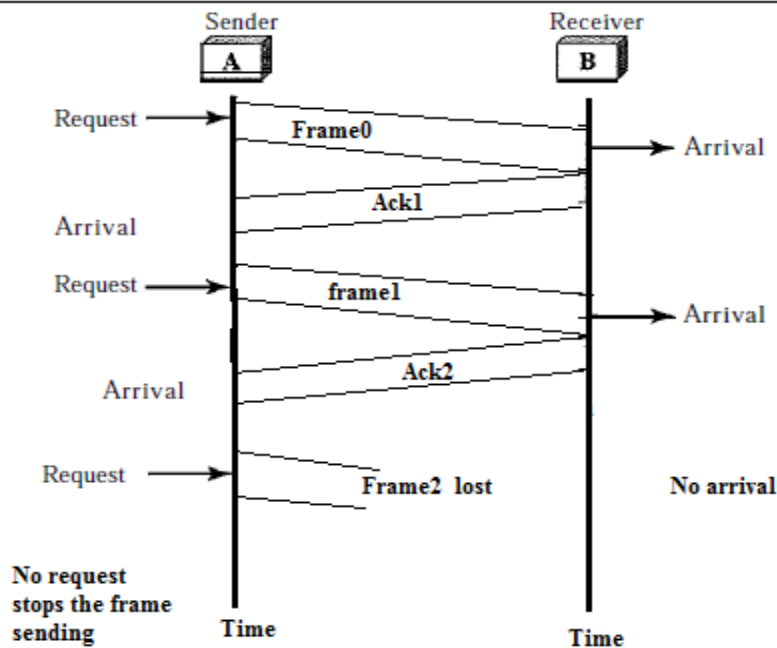 Sender
Receiver
A
B
Request
Frame0
Arrival
Ack1
Arrival
Request
frame1
Arrival
Ack2
Arrival
Request
Frame2 lost
No arrival
No request
stops the frame
sending
Time
Time